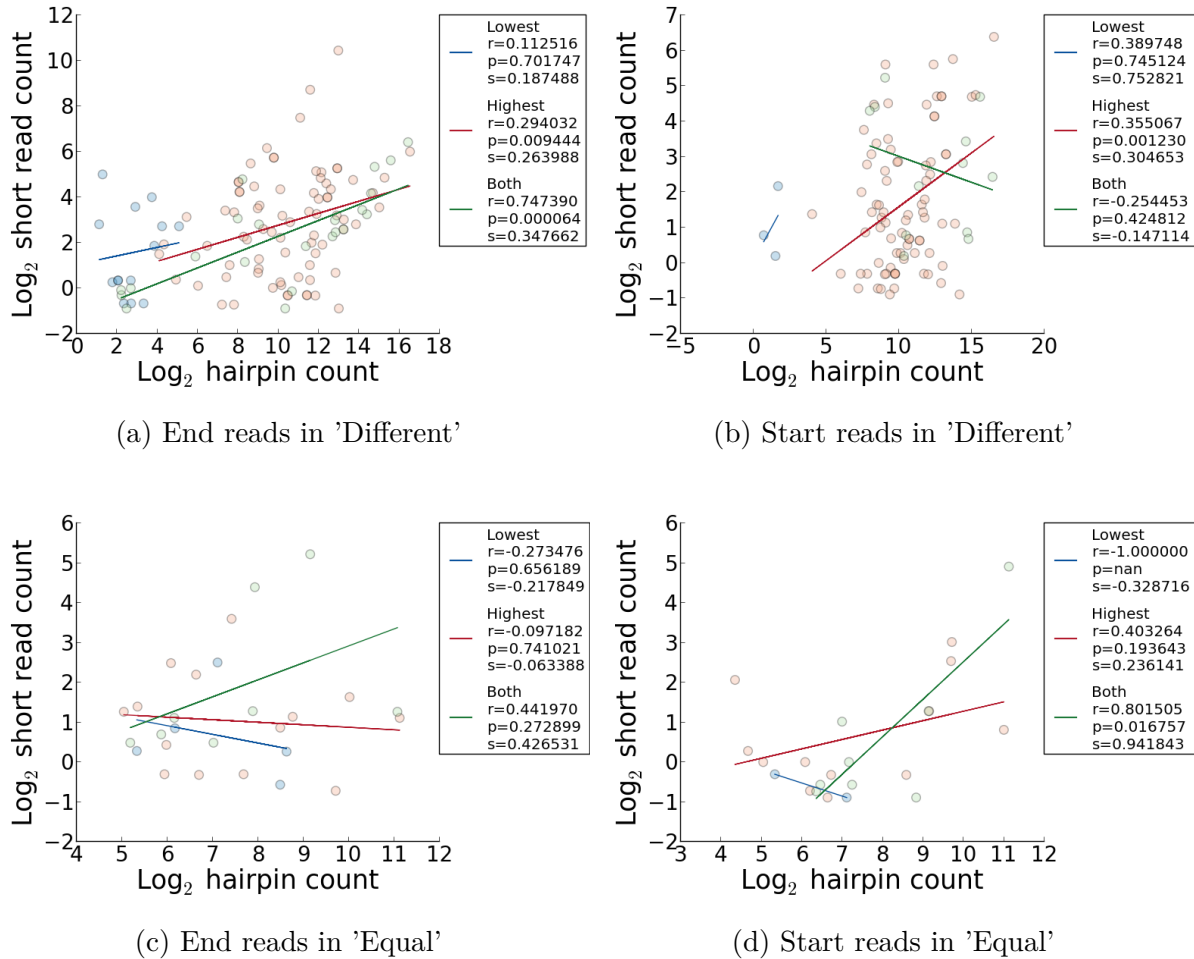 12
10
8
6
4
2
0
−2
0
2
4
6
8
10
12
14
16
18
Log2 short read count
Log2 hairpin count
Lowest
r=0.112516
p=0.701747
s=0.187488
Highest
r=0.294032
p=0.009444
s=0.263988
Both
r=0.747390
p=0.000064
s=0.347662
(a) End reads in 'Different'
7
6
5
4
3
2
1
0
−1
−2
−5
0
5
10
15
20
Log2 short read count
Log2 hairpin count
Lowest
r=0.389748
p=0.745124
s=0.752821
Highest
r=0.355067
p=0.001230
s=0.304653
Both
r=-0.254453
p=0.424812
s=-0.147114
(b) Start reads in 'Different'
6
5
4
3
2
1
0
−1
−2
4
5
6
7
8
9
10
11
12
Log2 short read count
Log2 hairpin count
Lowest
r=-0.273476
p=0.656189
s=-0.217849
Highest
r=-0.097182
p=0.741021
s=-0.063388
Both
r=0.441970
p=0.272899
s=0.426531
(c) End reads in 'Equal'
6
5
4
3
2
1
0
−1
−2
3
4
5
6
7
8
9
10
11
12
Log2 short read count
Log2 hairpin count
Lowest
r=-1.000000
p=nan
s=-0.328716
Highest
r=0.403264
p=0.193643
s=0.236141
Both
r=0.801505
p=0.016757
s=0.941843
(d) Start reads in 'Equal'